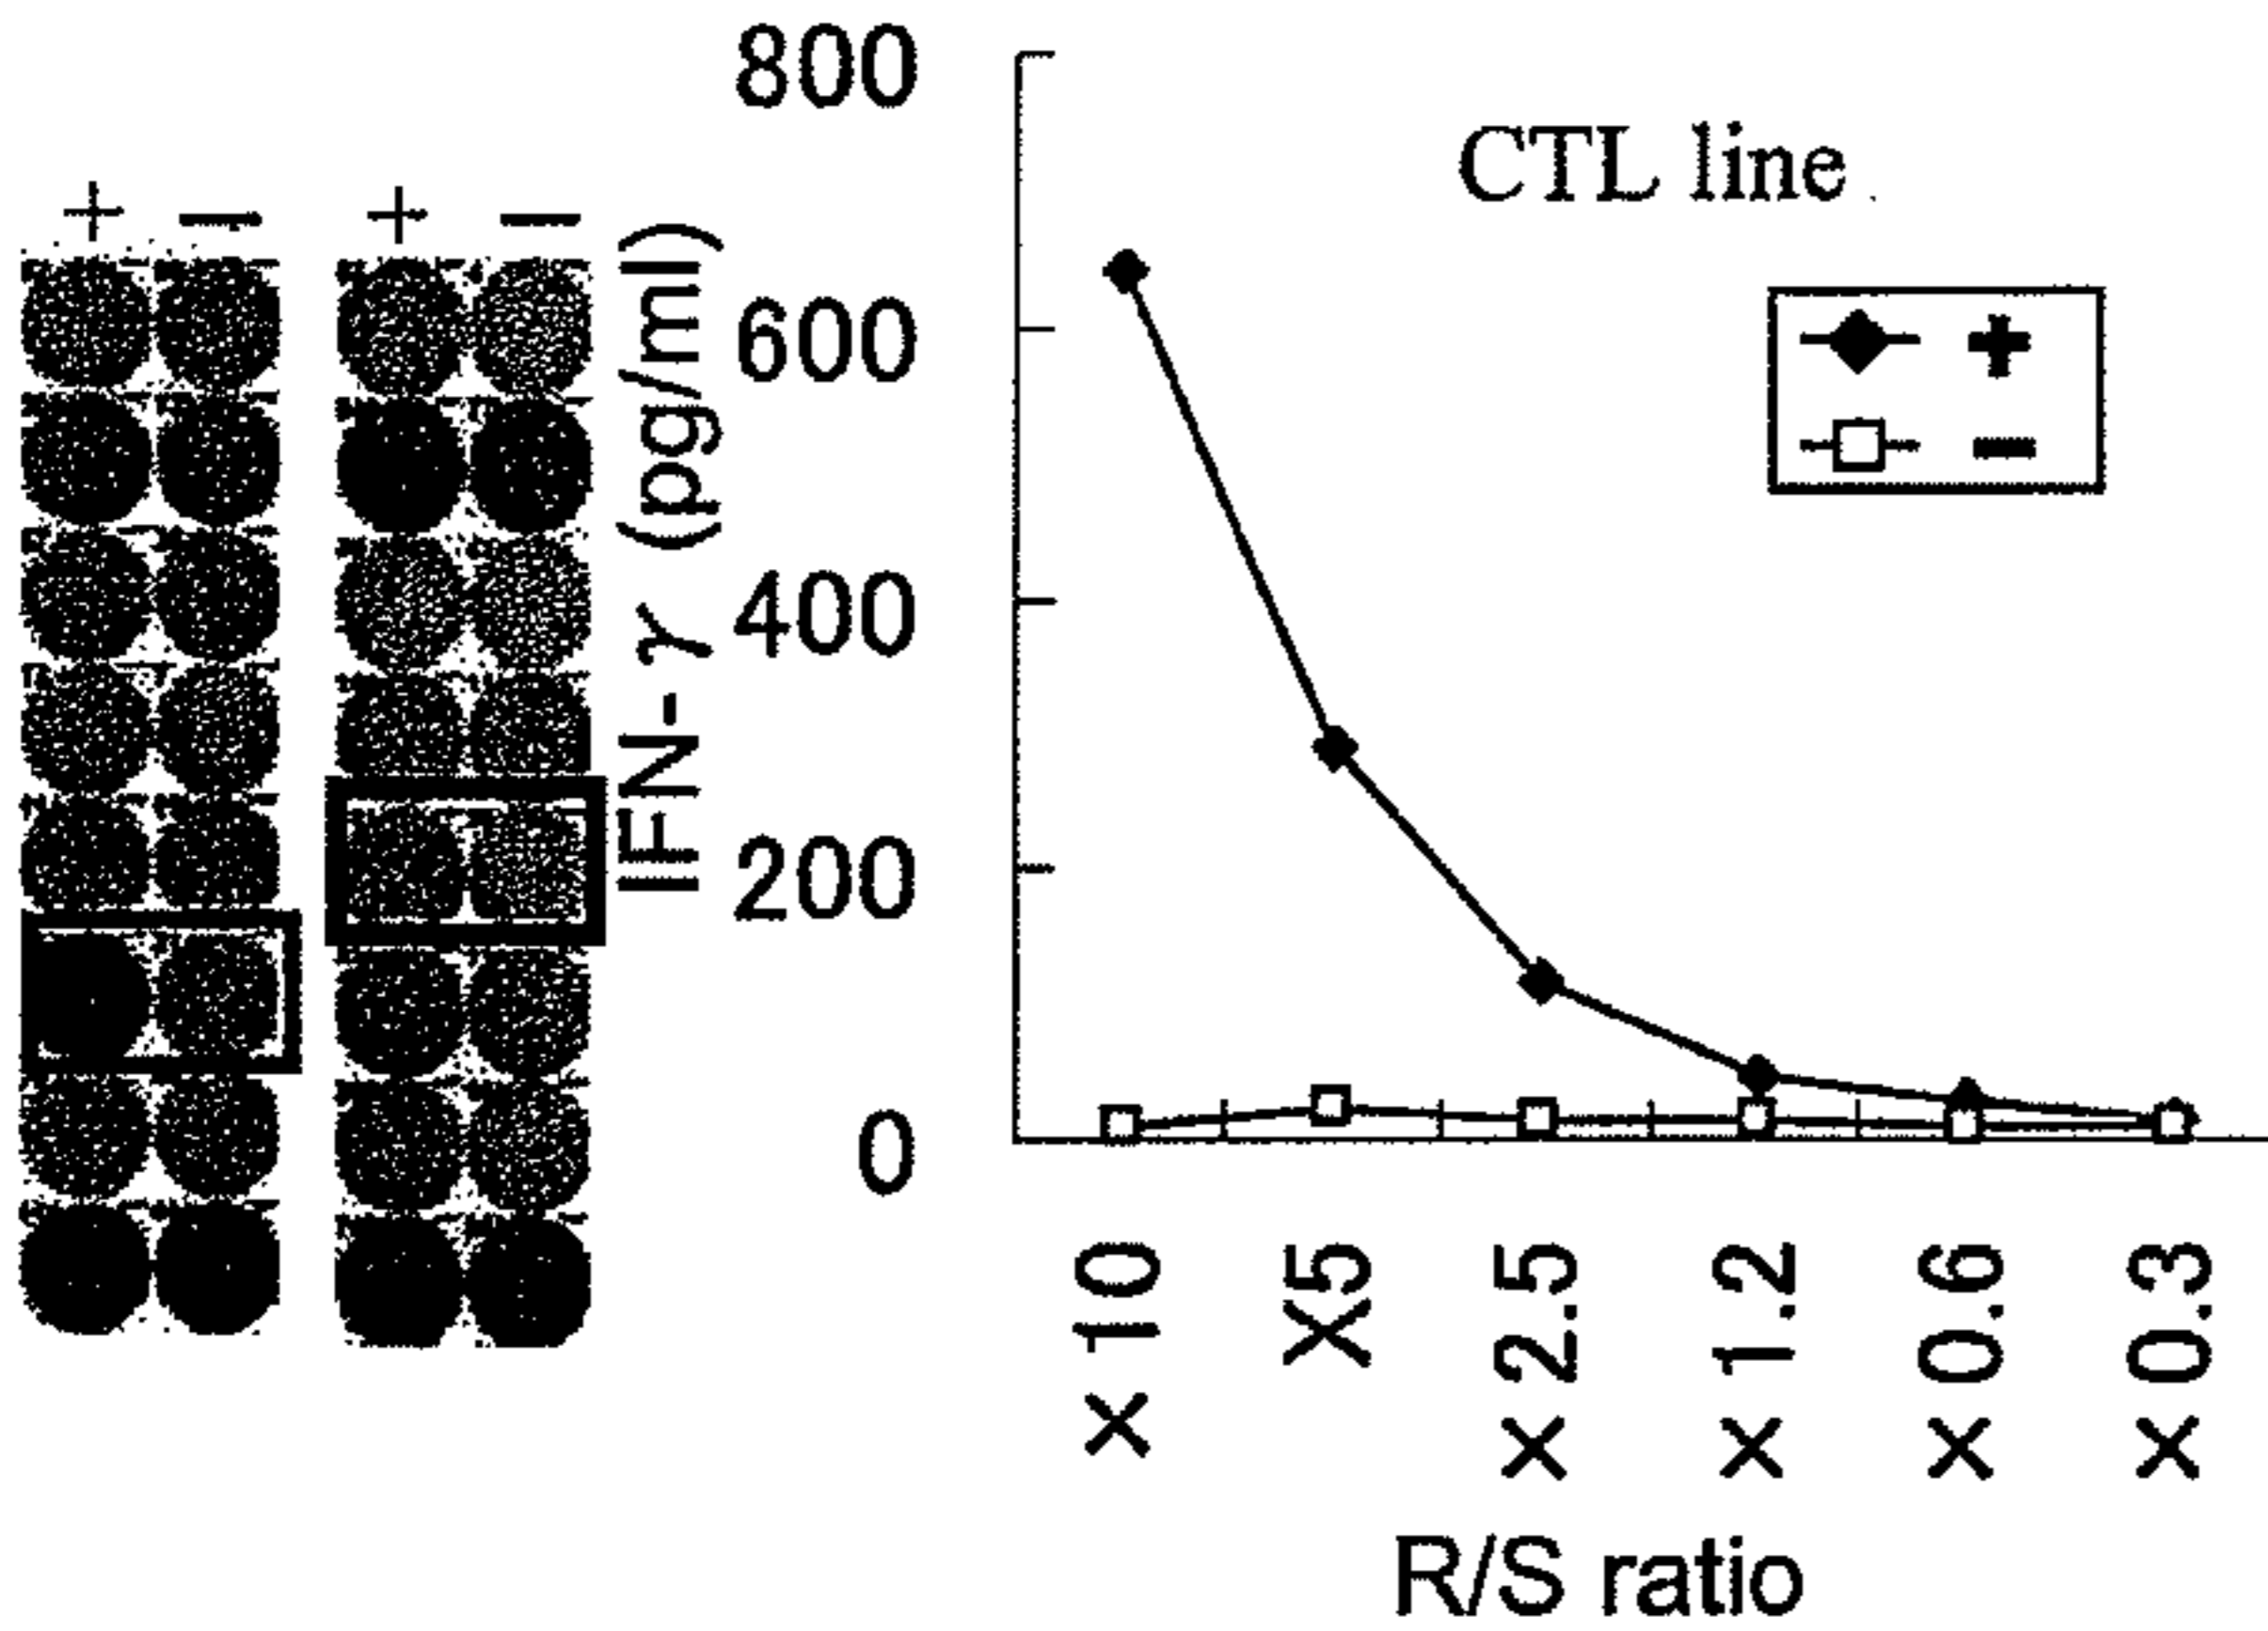 + − + −
IFN-γ (pg/ml)
800
600
400
200
0
CTL line
+
−
×10
X5
×2.5
×1.2
×0.6
×0.3
R/S ratio